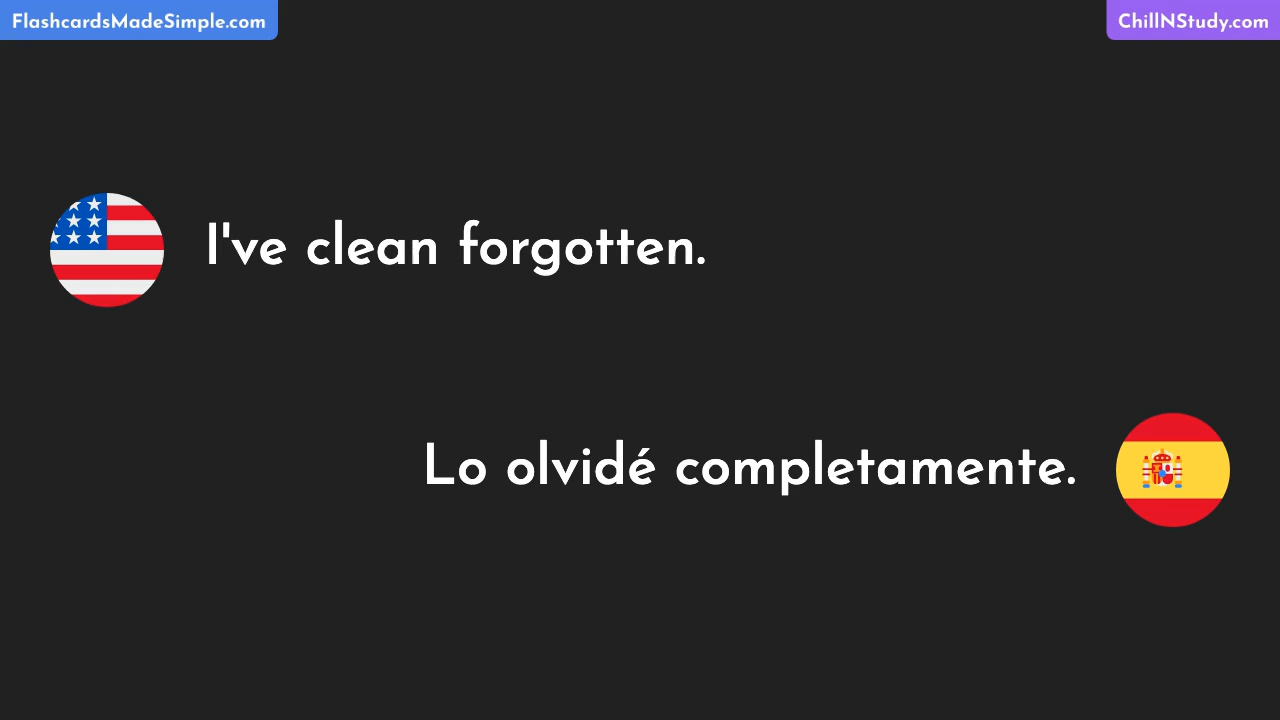 FlashcardsMadeSimple.com
ChillNStudy.com
I've clean forgotten.
Lo olvidé completamente.